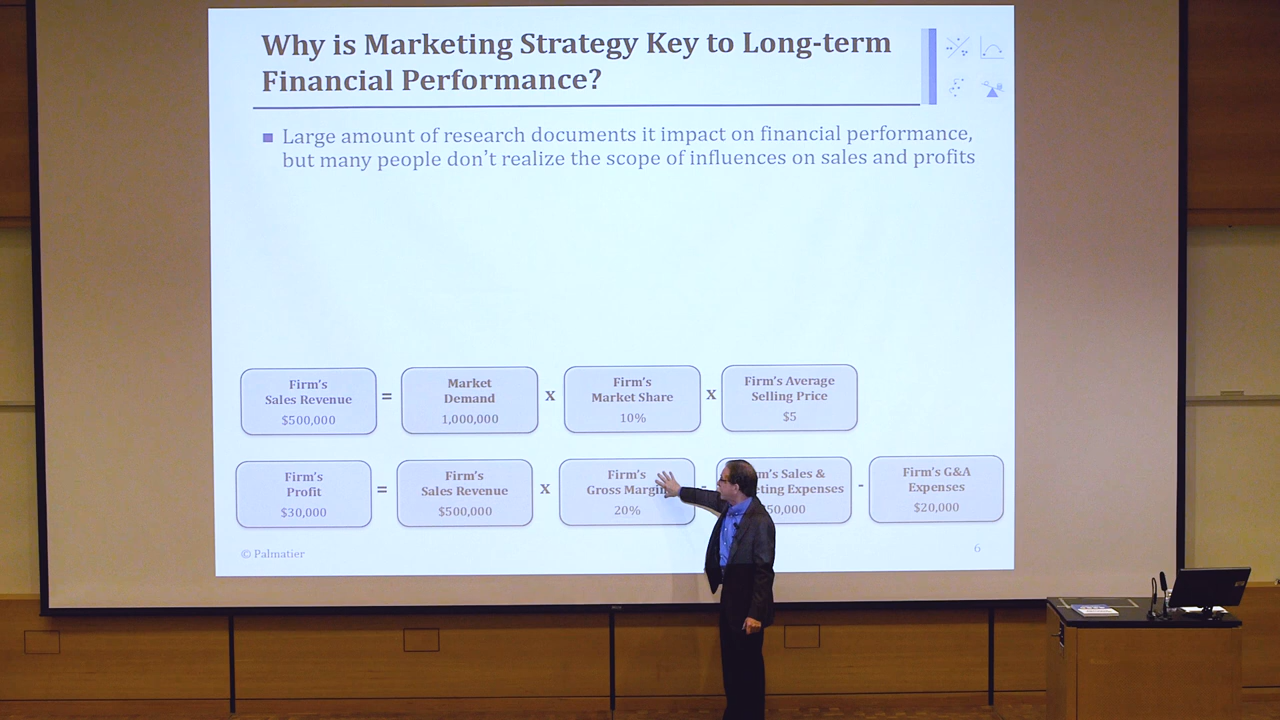 Why is Marketing Strategy Key to Long-term
Financial Performance?
Large amount of research documents it impact on financial performance,
but many people don't realize the scope of influences on sales and profits
Firm's
Sales Revenue
$500,000
=
Market
Demand
1,000,000
x
Firm's
Market Share
10%
x
Firm's Average
Selling Price
$5
Firm's
Profit
$30,000
=
Firm's
Sales Revenue
$500,000
x
Firm's
Gross Margin
20%
-
Sales &
Expenses
-
Firm's G&A
Expenses
$20,000
© Palmatier
6